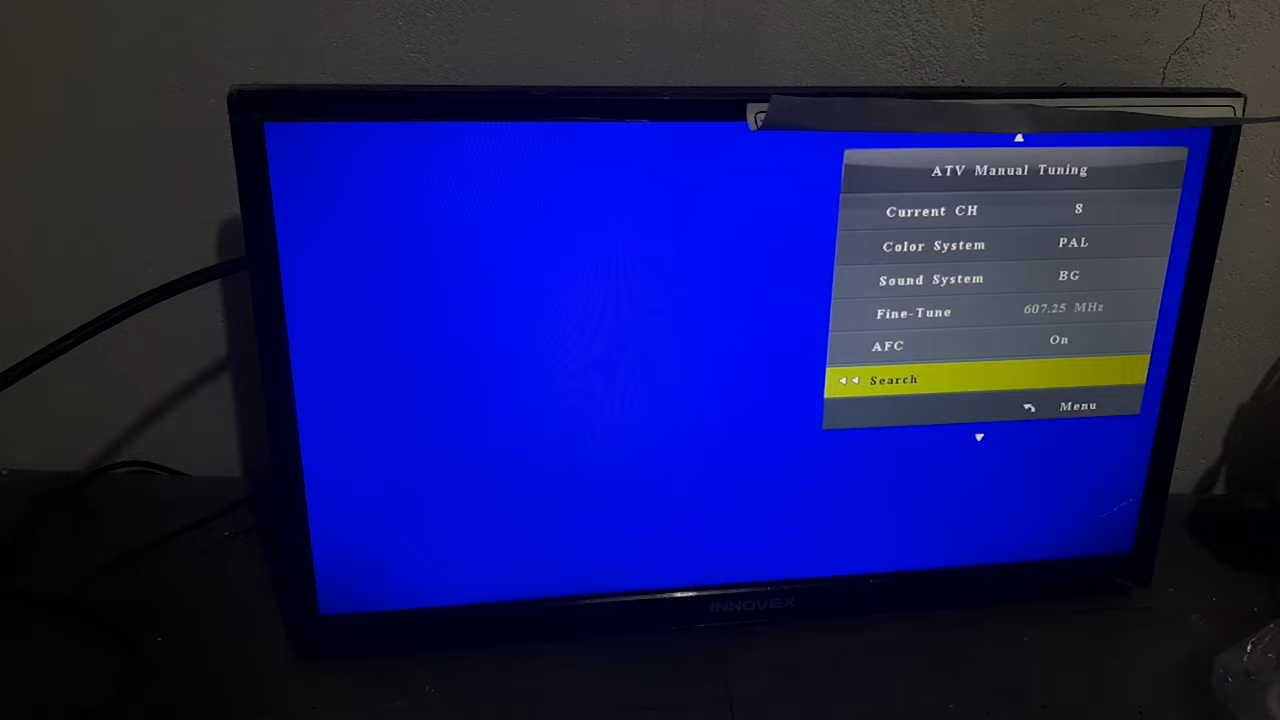 ATV Manual Tuning
Current CH 8
Color System PAL
Sound System BG
Fine-Tune 607.25 MHz
AFC On
Search
Menu
INNOVEX